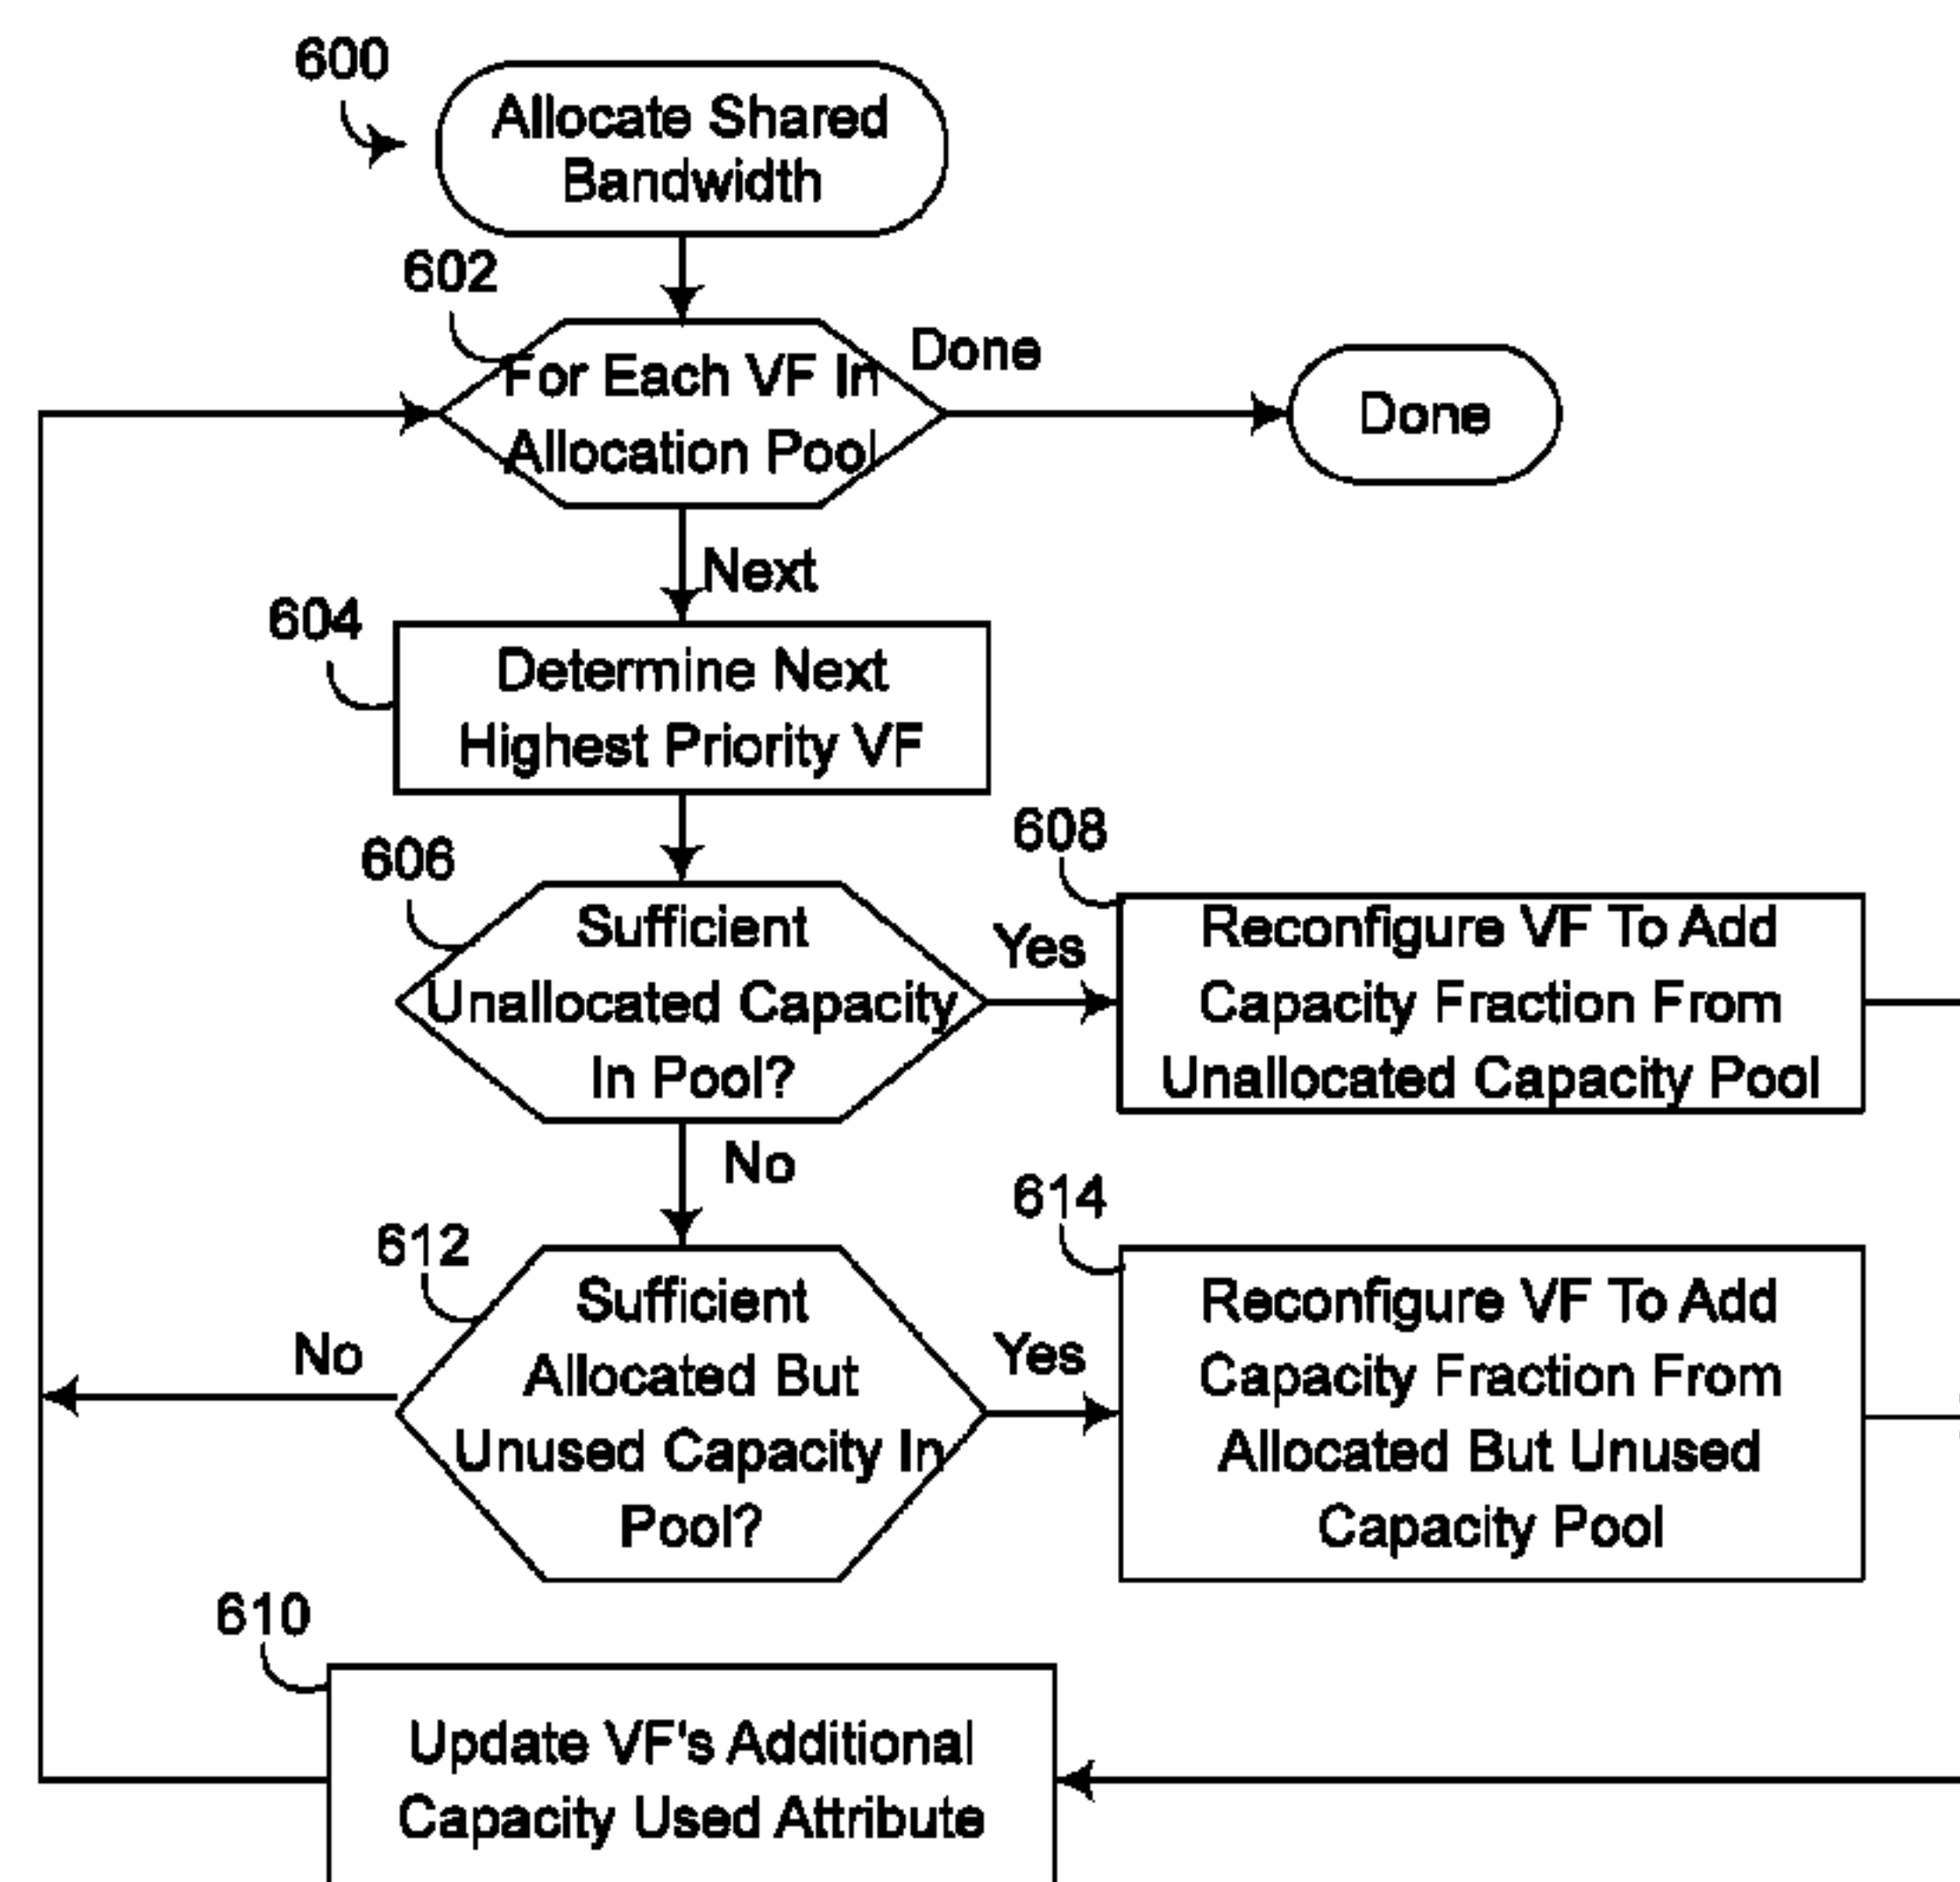 600
Allocate Shared
Bandwidth
602
For Each VF In
Allocation Pool
Done
Done
Next
604
Determine Next
Highest Priority VF
606
Sufficient
Unallocated Capacity
In Pool?
Yes
608
Reconfigure VF To Add
Capacity Fraction From
Unallocated Capacity Pool
No
612
Sufficient
Allocated But
Unused Capacity In
Pool?
No
Yes
614
Reconfigure VF To Add
Capacity Fraction From
Allocated But Unused
Capacity Pool
610
Update VF's Additional
Capacity Used Attribute